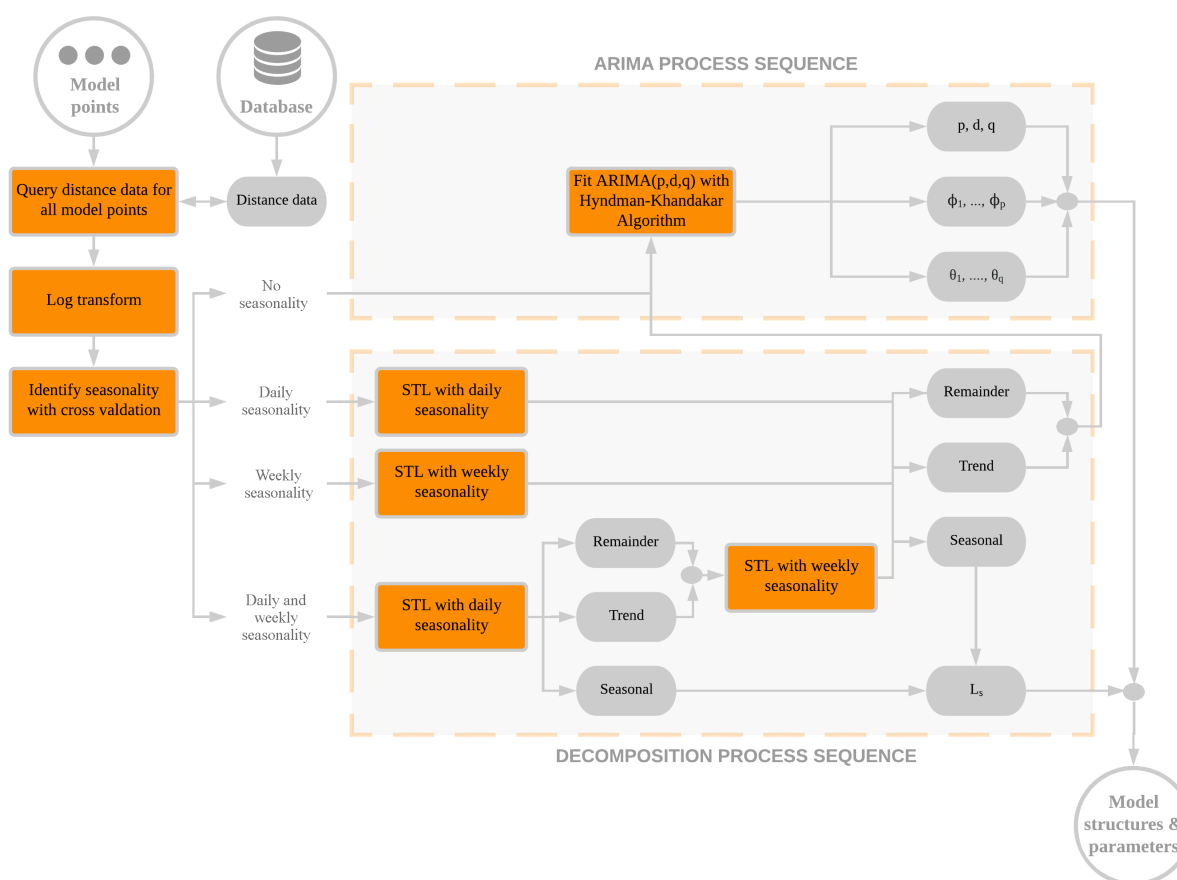 Model
points
Database
ARIMA PROCESS SEQUENCE
Query distance data for
all model points
Distance data
Fit ARIMA(p,d,q) with
Hyndman-Khandakar
Algorithm
p, d, q
ϕ₁, ..., ϕₚ
θ₁, ...., θq
Log transform
No
seasonality
Identify seasonality
with cross valdation
Daily
seasonality
STL with daily
seasonality
Remainder
Weekly
seasonality
STL with weekly
seasonality
Trend
Remainder
STL with weekly
seasonality
Seasonal
Daily and
weekly
seasonality
STL with daily
seasonality
Trend
Seasonal
Lₛ
DECOMPOSITION PROCESS SEQUENCE
Model
structures &
parameters